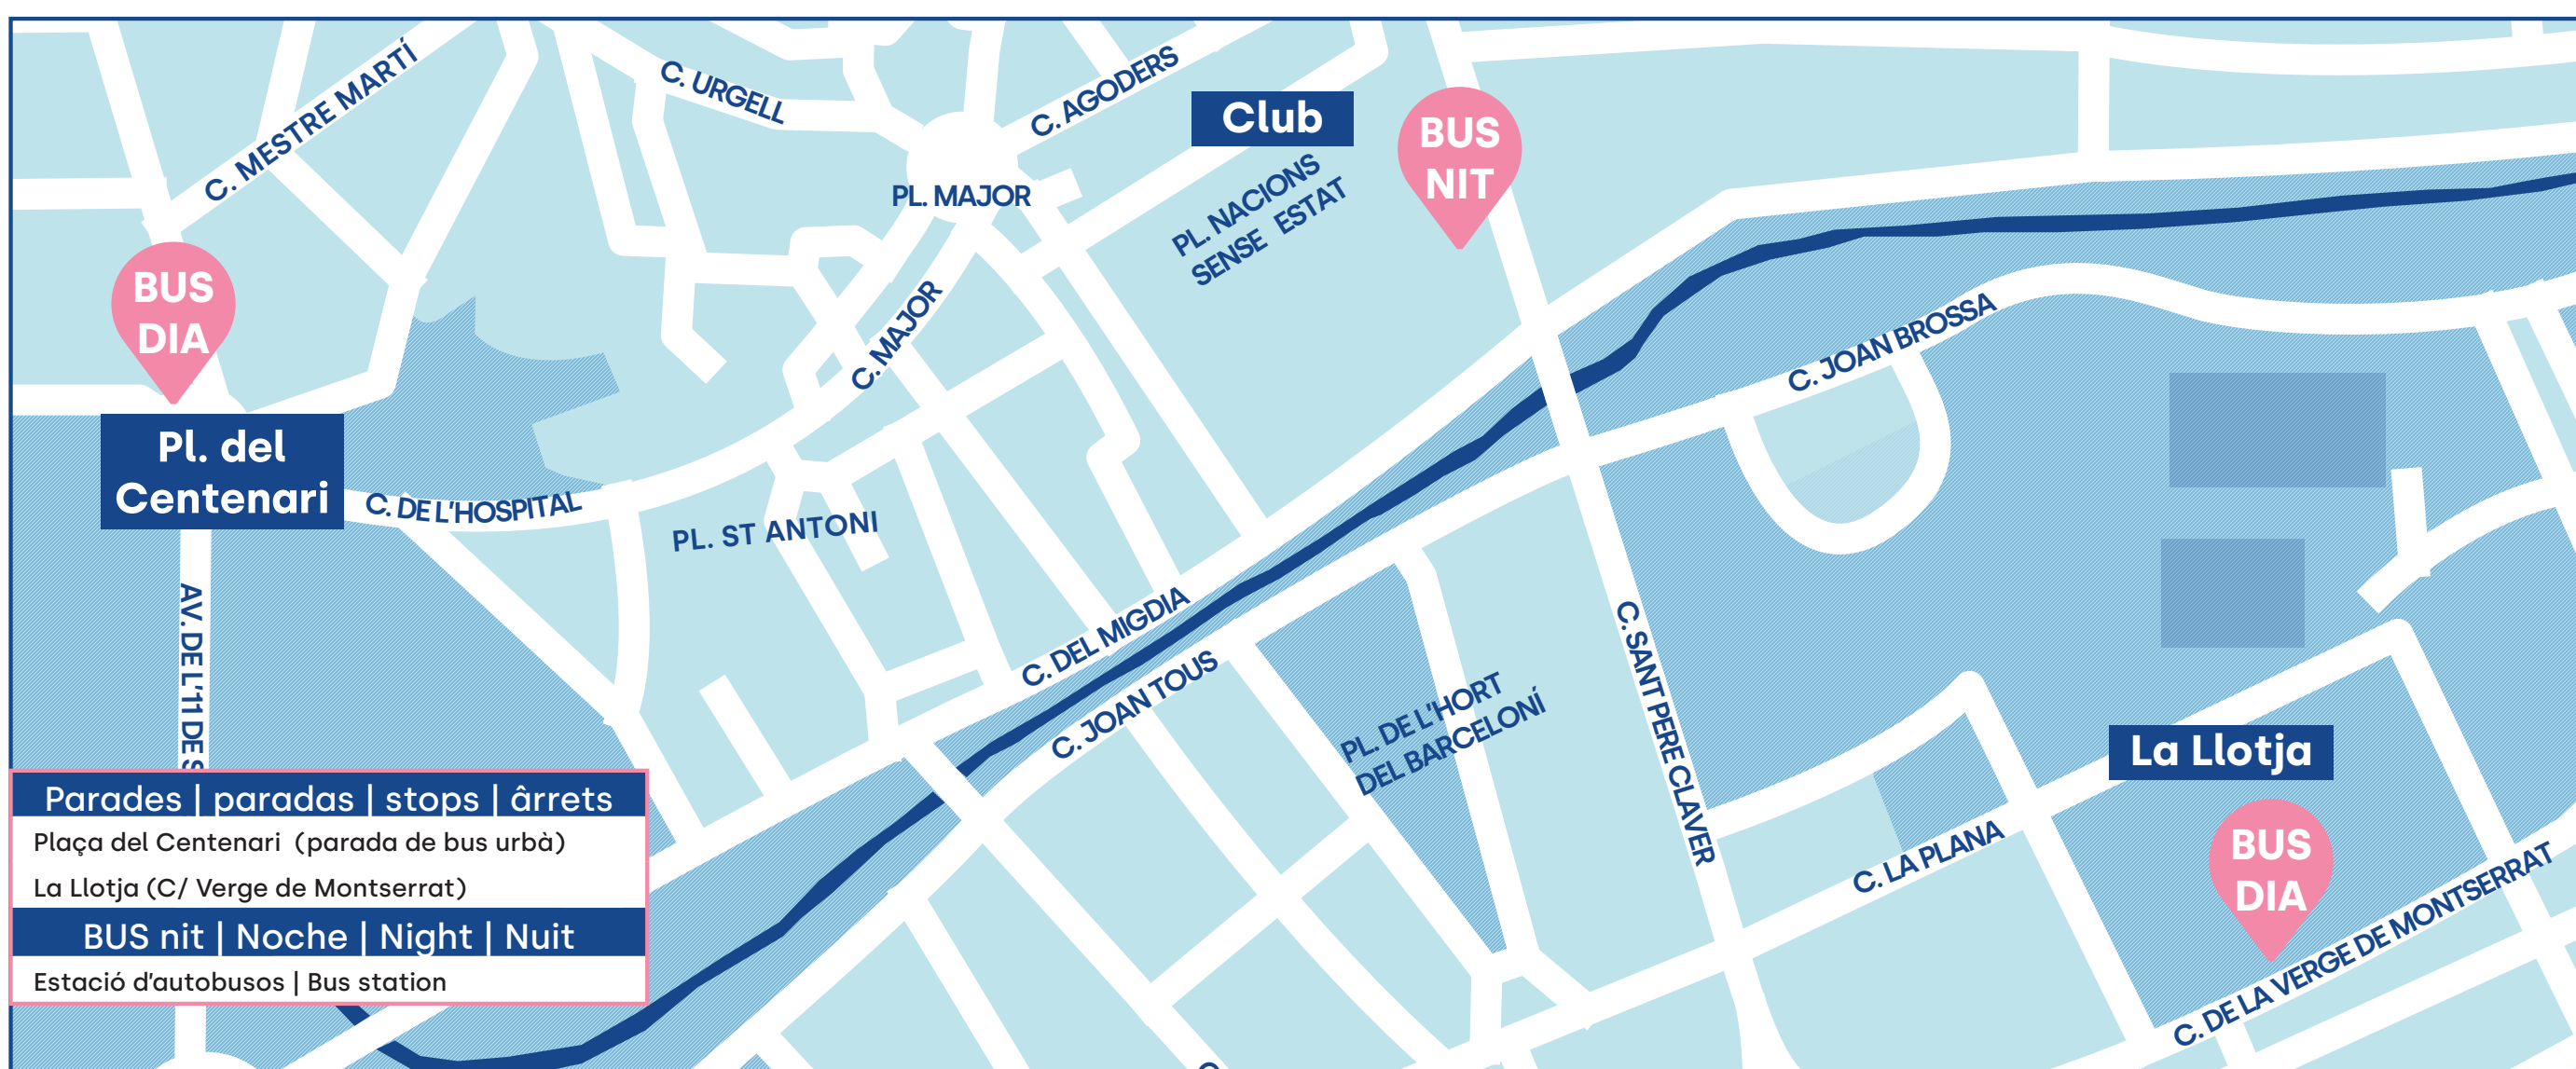 C. MESTRE MARTÍ
C. URGELL
C. AGODERS
Club
BUS
NIT
PL. MAJOR
PL. NACIONS
SENSE ESTAT
BUS
DIA
C. MAJOR
C. JOAN BROSSA
Pl. del
Centenari
C. DE L'HOSPITAL
PL. ST ANTONI
AV. DE L'11 DE S
C. DEL MIGDIA
C. JOAN TOUS
PL. DE L'HORT
DEL BARCELONÍ
C. SANT PERE CLAVER
La Llotja
BUS
DIA
C. LA PLANA
C. DE LA VERGE DE MONTSERRAT
Parades | paradas | stops | ârrets
Plaça del Centenari (parada de bus urbà)
La Llotja (C/ Verge de Montserrat)
BUS nit | Noche | Night | Nuit
Estació d'autobusos | Bus station